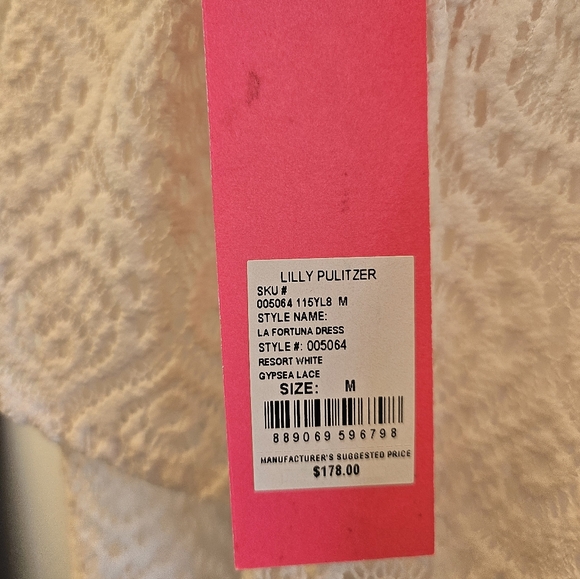 LILLY PULITZER
SKU #
005064 115YL8 M
STYLE NAME:
LA FORTUNA DRESS
STYLE #: 005064
RESORT WHITE
GYPSEA LACE
SIZE: M
889069 596798
MANUFACTURER'S SUGGESTED PRICE
$178.00